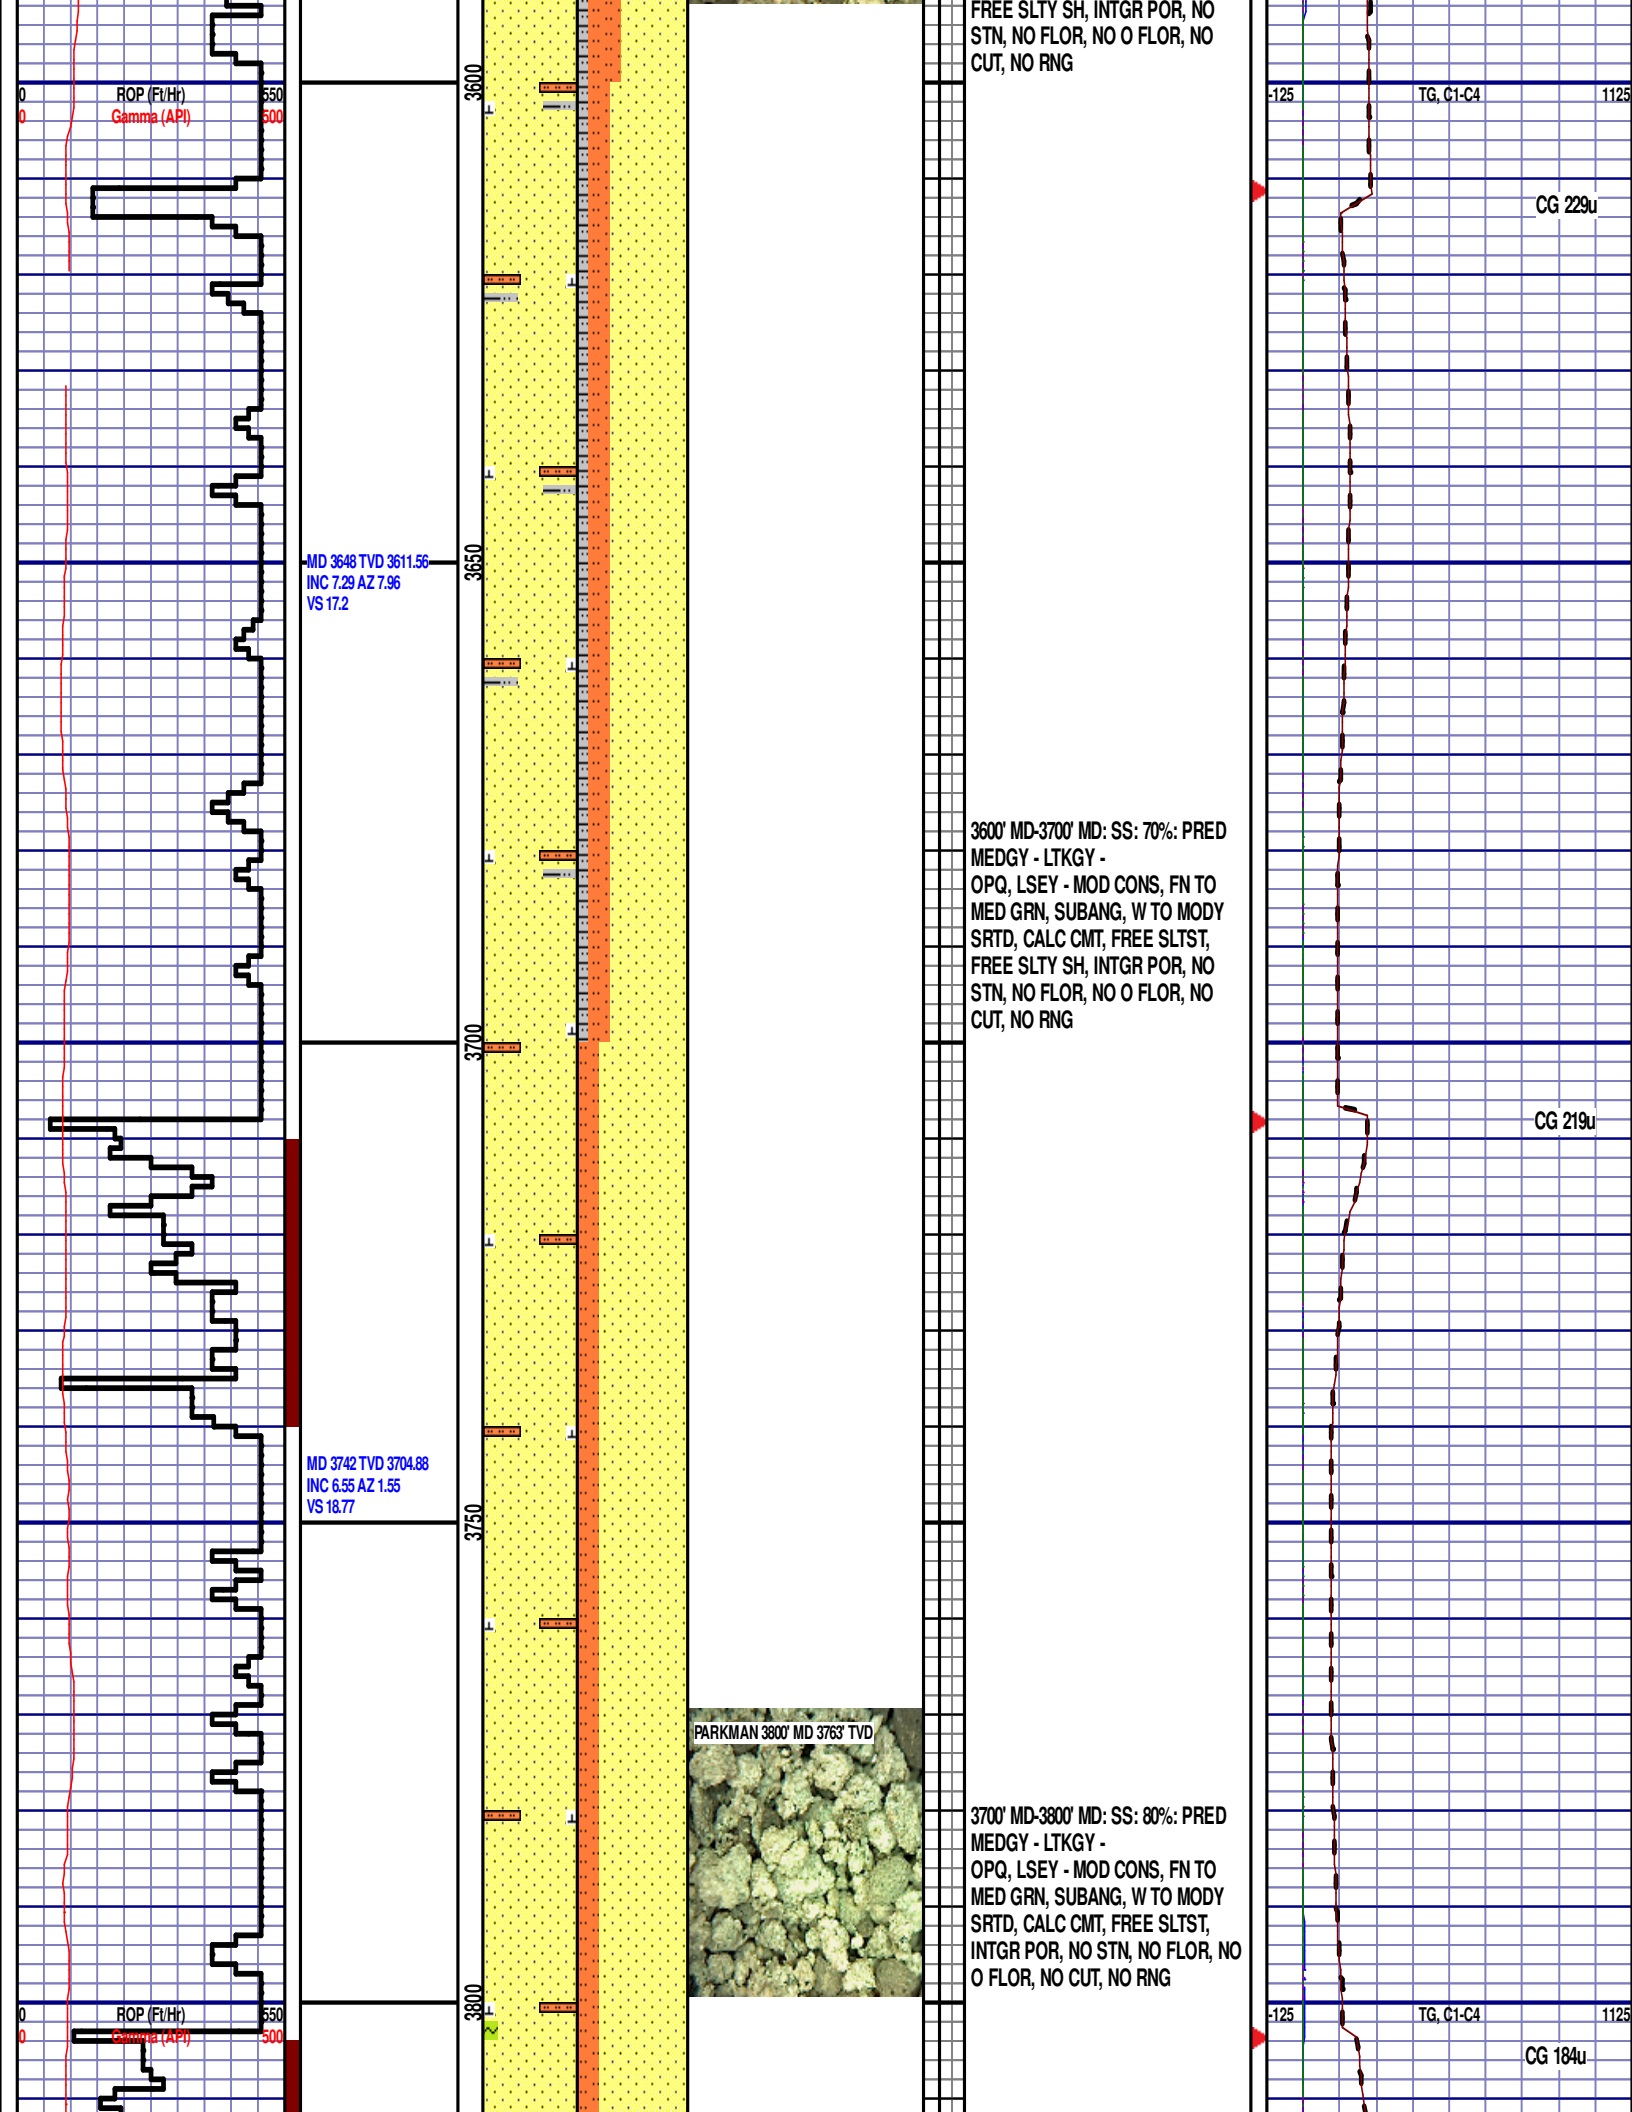 FREE SLTY SH, INTGR POR, NO
STN, NO FLOR, NO O FLOR, NO
CUT, NO RNG
3600
0 ROP (Ft/Hr) 550
0 Gamma (API) 500
-125 TG, C1-C4 1125
CG 229u
3650
MD 3648 TVD 3611.56
INC 7.29 AZ 7.96
VS 17.2
3600' MD-3700' MD: SS: 70%: PRED
MEDGY - LTKGY -
OPQ, LSEY - MOD CONS, FN TO
MED GRN, SUBANG, W TO MODY
SRTD, CALC CMT, FREE SLTST,
FREE SLTY SH, INTGR POR, NO
STN, NO FLOR, NO O FLOR, NO
CUT, NO RNG
3700
CG 219u
MD 3742 TVD 3704.88
INC 6.55 AZ 1.55
VS 18.77
3750
PARKMAN 3800' MD 3763' TVD
3700' MD-3800' MD: SS: 80%: PRED
MEDGY - LTKGY -
OPQ, LSEY - MOD CONS, FN TO
MED GRN, SUBANG, W TO MODY
SRTD, CALC CMT, FREE SLTST,
INTGR POR, NO STN, NO FLOR, NO
O FLOR, NO CUT, NO RNG
3800
0 ROP (Ft/Hr) 550
0 Gamma (API) 500
-125 TG, C1-C4 1125
CG 184u